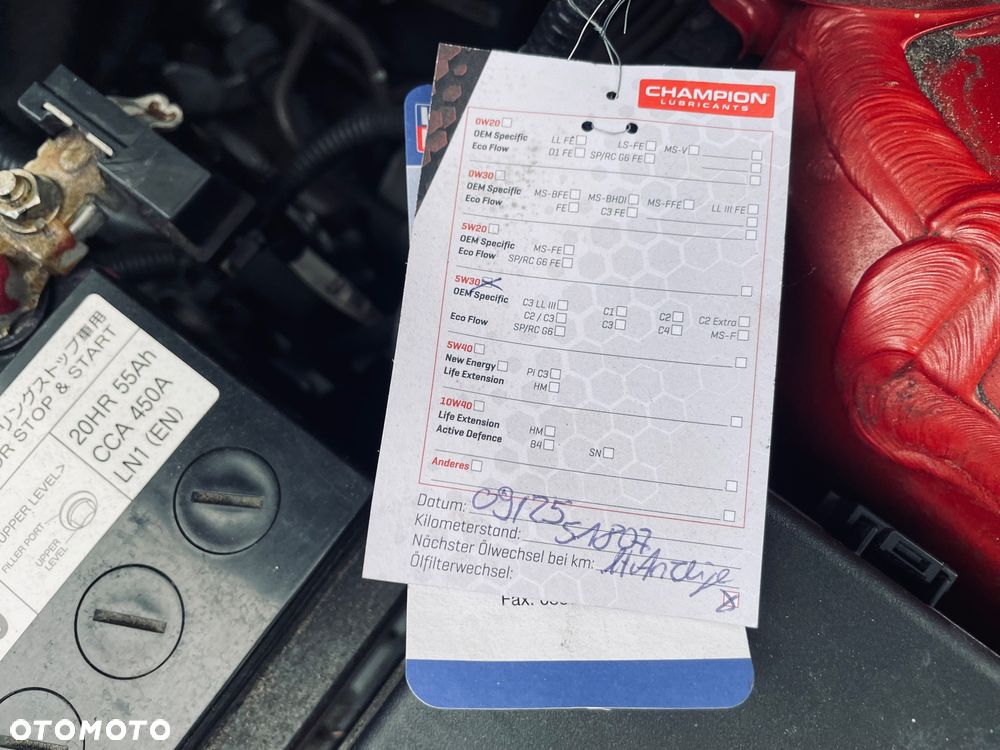 CHAMPION
LUBRICANTS
0W20
OEM Specific LL FE LS-FE MS-V
Eco Flow D1 FE SP/RC G6 FE
0W30
OEM Specific MS-BFE MS-BHDI MS-FFE LL III FE
Eco Flow FE C3 FE
5W20
OEM Specific MS-FE
Eco Flow SP/RC G6 FE
5W30
OEM Specific C3 LL III C1 C2 C2 Extra
Eco Flow C2 / C3 C3 C4 MS-F
SP/RC G6
5W40
New Energy Pi C3
Life Extension HM
10W40
Life Extension HM
Active Defence B4 SN
Anderes
Datum: 09/25
Kilometerstand: 51807
Nächster Ölwechsel bei km: lt. Anzeige
Ölfilterwechsel:
Fax:
STOP & START
20HR 55Ah
CCA 450A
LN1 (EN)
UPPER LEVEL>
FILLER PORT
UPPER
LEVEL
OTOMOTO